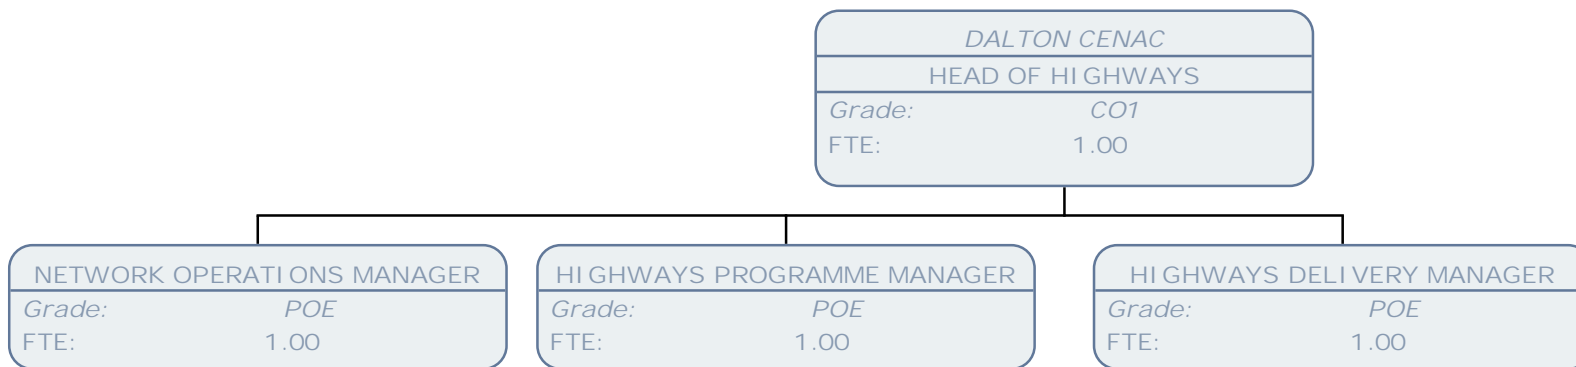 DALTON CENAC
HEAD OF HIGHWAYS
Grade: CO1
FTE: 1.00
NETWORK OPERATIONS MANAGER
Grade: POE
FTE: 1.00
HIGHWAYS PROGRAMME MANAGER
Grade: POE
FTE: 1.00
HIGHWAYS DELIVERY MANAGER
Grade: POE
FTE: 1.00